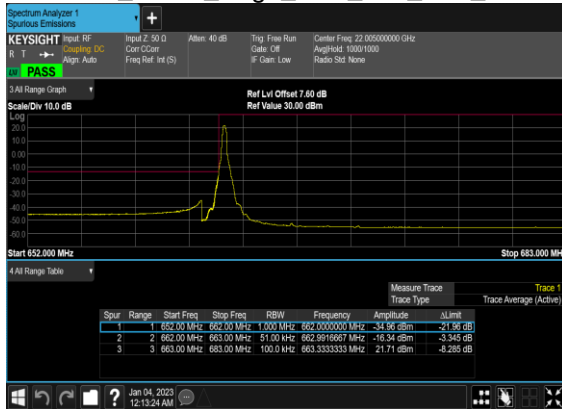 Spectrum Analyzer 1
Spurious Emissions
+
KEYSIGHT Input: RF Input Z: 50 Ω Atten: 40 dB Trig: Free Run Center Freq: 22.005000000 GHz
R T Coupling: DC Corr CCorr Gate: Off Avg|Hold: 1000/1000
Align: Auto Freq Ref: Int (S) IF Gain: Low Radio Std: None
PASS
3 All Range Graph
Ref Lvl Offset 7.60 dB
Scale/Div 10.0 dB Ref Value 30.00 dBm
Log
20.0
10.0
0.00
-10.0
-20.0
-30.0
-40.0
-50.0
-60.0
Start 652.000 MHz Stop 683.000 MHz
4 All Range Table
Measure Trace Trace 1
Trace Type Trace Average (Active)
Spur Range Start Freq Stop Freq RBW Frequency Amplitude ΔLimit
1 1 652.00 MHz 662.00 MHz 1.000 MHz 662.0000000 MHz -34.96 dBm -21.96 dB
2 2 662.00 MHz 663.00 MHz 51.00 kHz 662.9916667 MHz -16.34 dBm -3.345 dB
3 3 663.00 MHz 683.00 MHz 100.0 kHz 663.3333333 MHz 21.71 dBm -8.285 dB
? Jan 04, 2023
12:13:24 AM